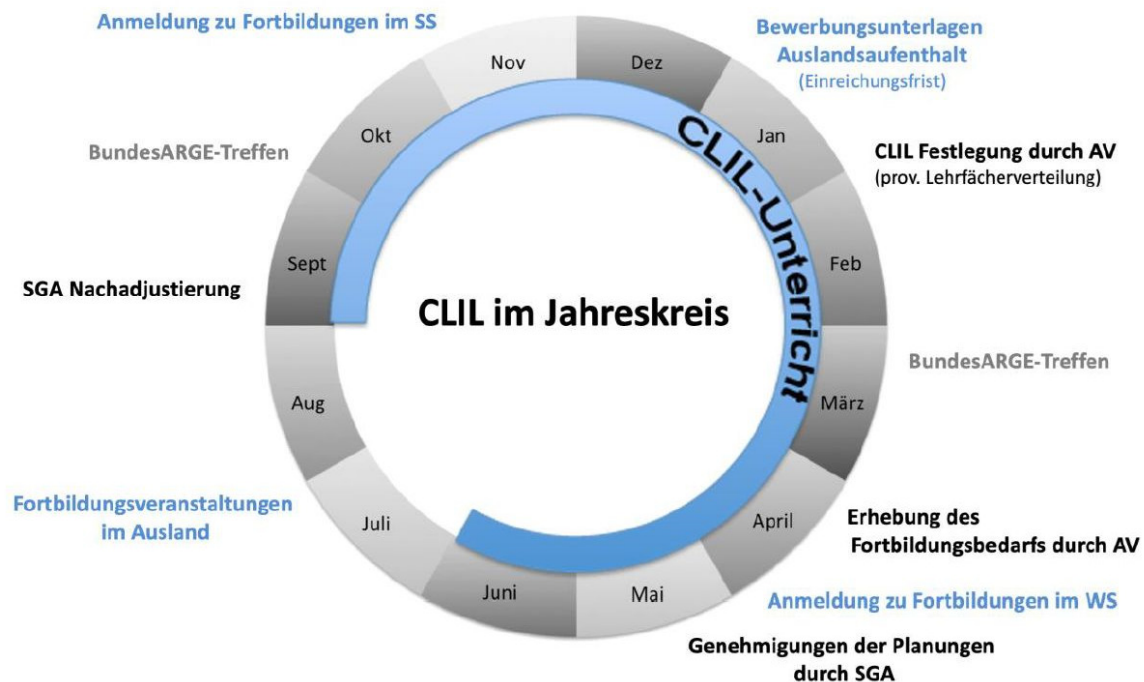 Anmeldung zu Fortbildungen im SS
Bewerbungsunterlagen
Auslandsaufenthalt
(Einreichungsfrist)
Nov
Dez
Okt
Jan
BundesARGE-Treffen
CLIL Festlegung durch AV
(prov. Lehrfächerverteilung)
CLIL-Unterricht
Sept
Feb
SGA Nachadjustierung
CLIL im Jahreskreis
BundesARGE-Treffen
Aug
März
Fortbildungsveranstaltungen
im Ausland
Juli
April
Erhebung des
Fortbildungsbedarfs durch AV
Juni
Mai
Anmeldung zu Fortbildungen im WS
Genehmigungen der Planungen
durch SGA